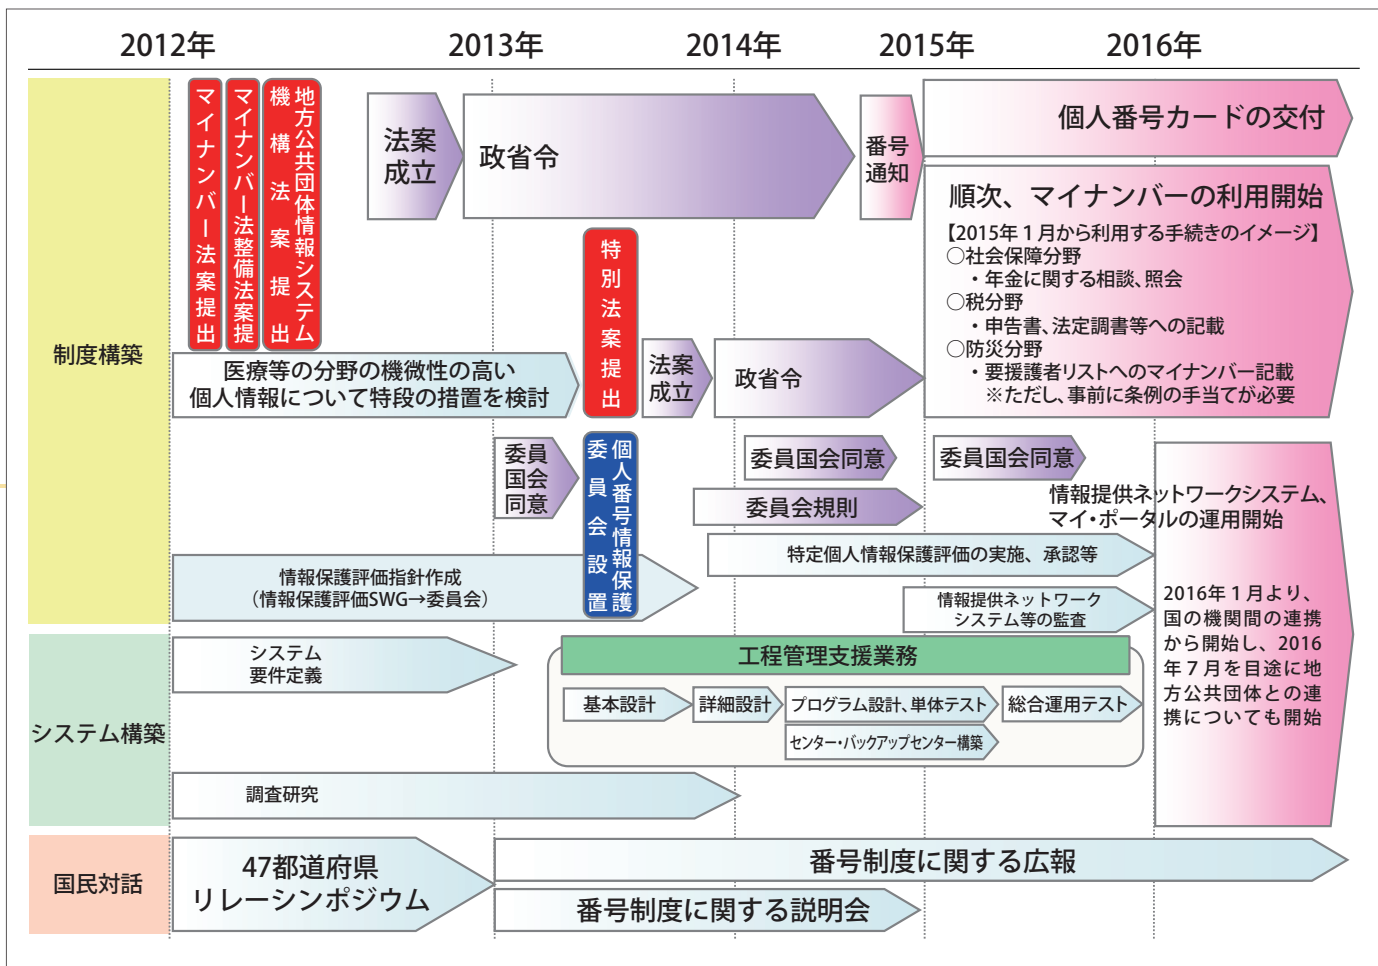 2012年
2013年
2014年
2015年
2016年
制度構築
マイナンバー法案提出
マイナンバー法整備法案提
地方公共団体情報システム
機構法案提出
法案
成立
政省令
番号
通知
個人番号カードの交付
順次、マイナンバーの利用開始
【2015年1月から利用する手続きのイメージ】
○社会保障分野
・年金に関する相談、照会
○税分野
・申告書、法定調書等への記載
○防災分野
・要援護者リストへのマイナンバー記載
※ただし、事前に条例の手当てが必要
医療等の分野の機微性の高い
個人情報について特段の措置を検討
特別法案提出
法案
成立
政省令
委員
国会
同意
個人番号情報保護
委員会設置
委員国会同意
委員国会同意
委員会規則
情報提供ネットワークシステム、
マイ・ポータルの運用開始
特定個人情報保護評価の実施、承認等
情報保護評価指針作成
(情報保護評価SWG→委員会)
情報提供ネットワーク
システム等の監査
2016年1月より、
国の機関間の連携
から開始し、2016
年7月を目途に地
方公共団体との連
携についても開始
システム構築
システム
要件定義
工程管理支援業務
基本設計
詳細設計
プログラム設計、単体テスト
総合運用テスト
センター・バックアップセンター構築
調査研究
国民対話
47都道府県
リレーシンポジウム
番号制度に関する広報
番号制度に関する説明会